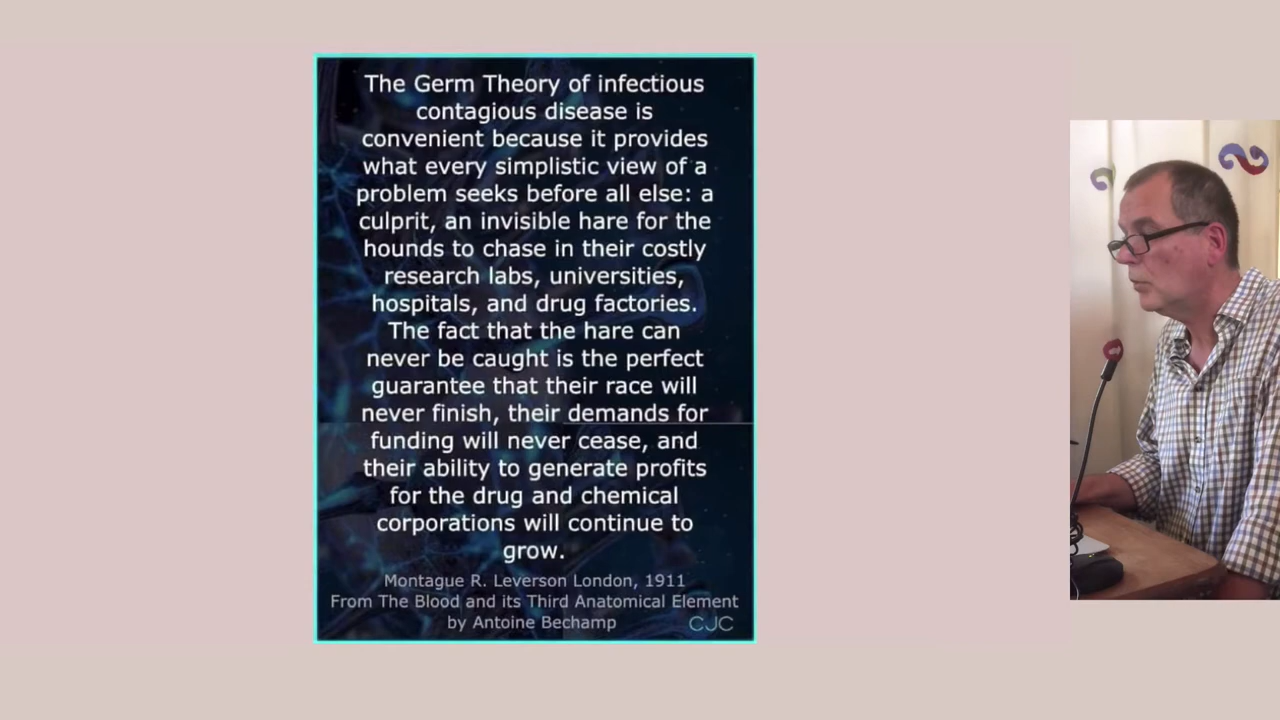 The Germ Theory of infectious
contagious disease is
convenient because it provides
what every simplistic view of a
problem seeks before all else: a
culprit, an invisible hare for the
hounds to chase in their costly
research labs, universities,
hospitals, and drug factories.
The fact that the hare can
never be caught is the perfect
guarantee that their race will
never finish, their demands for
funding will never cease, and
their ability to generate profits
for the drug and chemical
corporations will continue to
grow.
Montague R. Leverson London, 1911
From The Blood and its Third Anatomical Element
by Antoine Bechamp
CJC